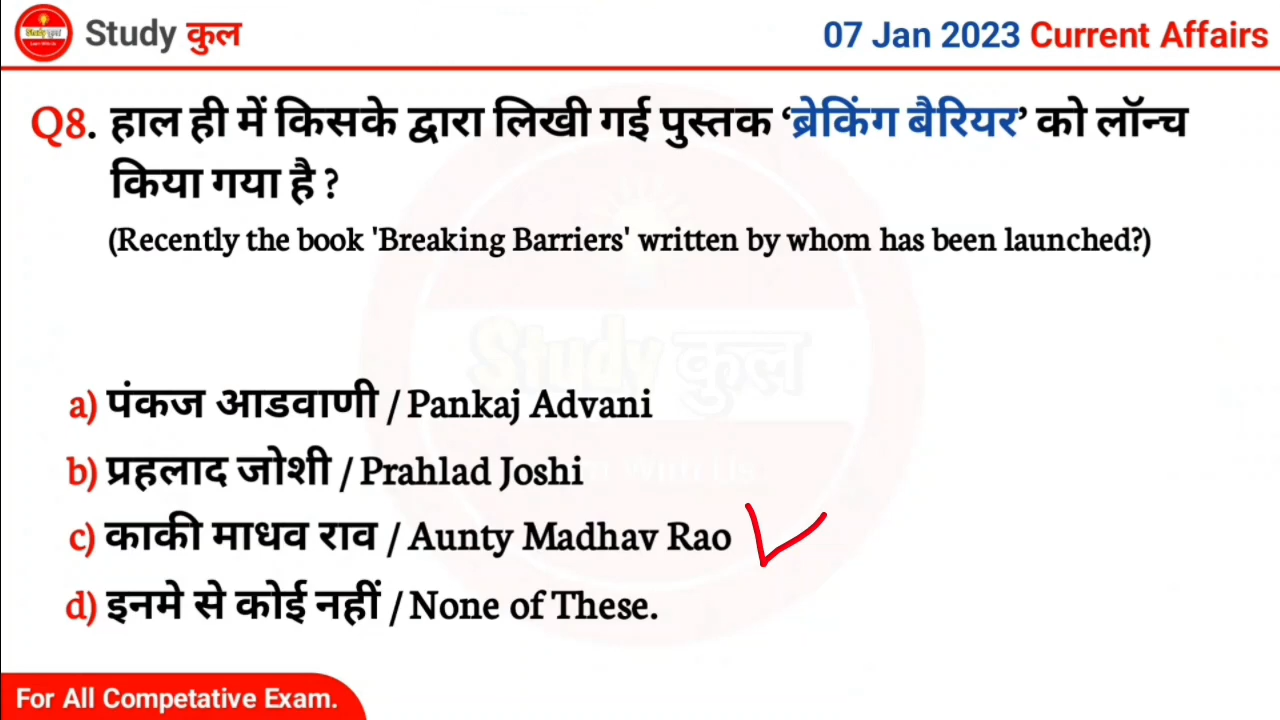 Study कुल
07 Jan 2023 Current Affairs
Q8. हाल ही में किसके द्वारा लिखी गई पुस्तक ‘ब्रेकिंग बैरियर’ को लॉन्च
किया गया है ?
(Recently the book 'Breaking Barriers' written by whom has been launched?)
Study कुल
a) पंकज आडवाणी / Pankaj Advani
b) प्रहलाद जोशी / Prahlad Joshi
c) काकी माधव राव / Aunty Madhav Rao
d) इनमे से कोई नहीं / None of These.
For All Competative Exam.